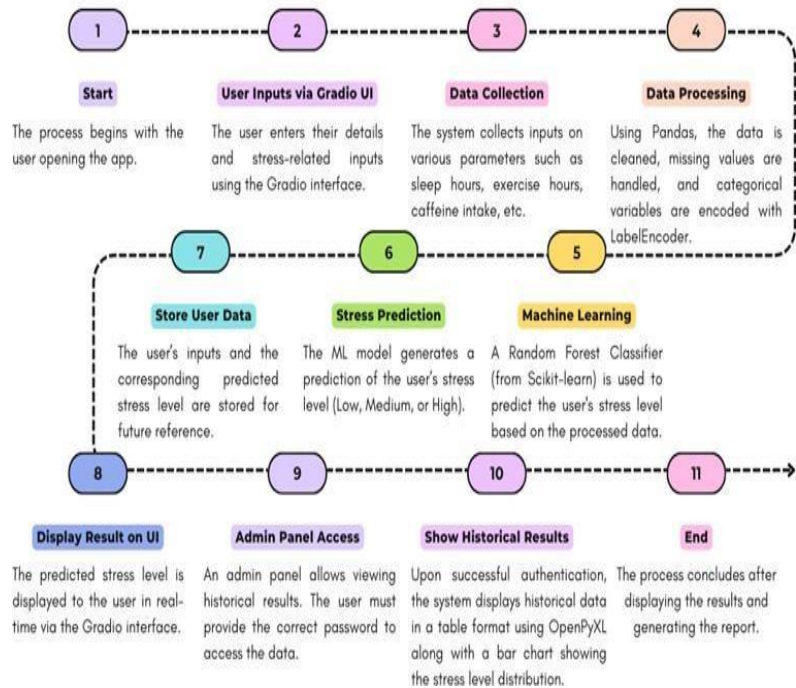 1
2
3
4
Start
User Inputs via Gradio UI
Data Collection
Data Processing
The process begins with the
user opening the app.
The user enters their details
and stress-related inputs
using the Gradio interface.
The system collects inputs on
various parameters such as
sleep hours, exercise hours,
caffeine intake, etc.
Using Pandas, the data is
cleaned, missing values are
handled, and categorical
variables are encoded with
LabelEncoder.
7
6
5
Store User Data
Stress Prediction
Machine Learning
The user's inputs and the
corresponding predicted
stress level are stored for
future reference.
The ML model generates a
prediction of the user's stress
level (Low, Medium, or High).
A Random Forest Classifier
(from Scikit-learn) is used to
predict the user's stress level
based on the processed data.
8
9
10
11
Display Result on UI
Admin Panel Access
Show Historical Results
End
The predicted stress level is
displayed to the user in real-
time via the Gradio interface.
An admin panel allows viewing
historical results. The user must
provide the correct password to
access the data.
Upon successful authentication,
the system displays historical data
in a table format using OpenPyXL
along with a bar chart showing
the stress level distribution.
The process concludes after
displaying the results and
generating the report.